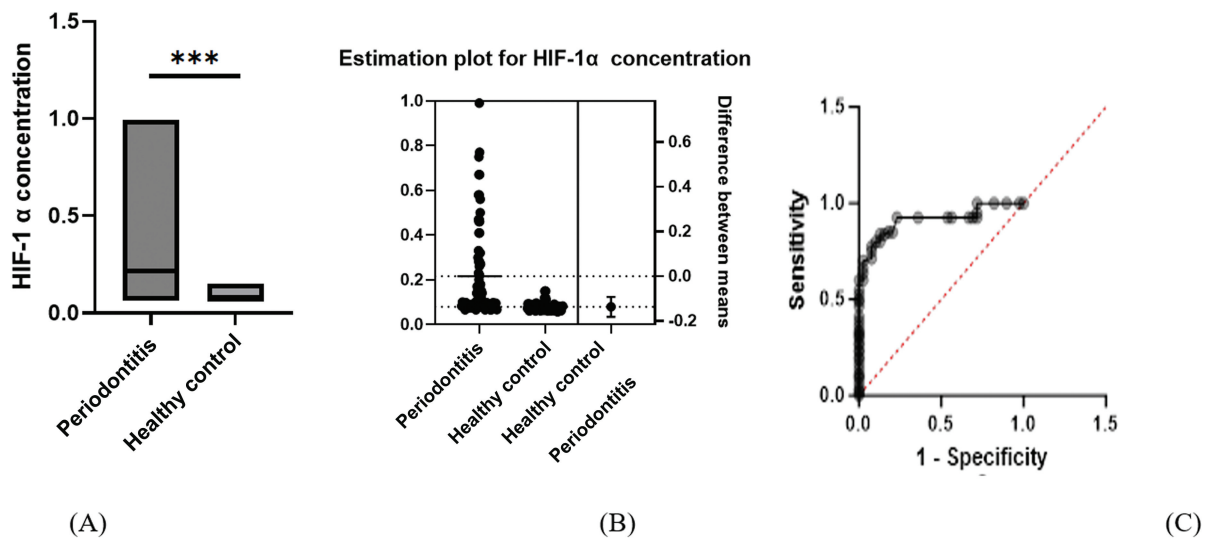 HIF-1 α concentration
1.5
1.0
0.5
0.0
***
Periodontitis
Healthy control
(A)
Estimation plot for HIF-1α concentration
1.0
0.8
0.6
0.4
0.2
0.0
0.6
0.4
0.2
0.0
-0.2
Difference between means
Periodontitis
Healthy control
Healthy control
Periodontitis
(B)
Sensitivity
1.5
1.0
0.5
0.0
0.0
0.5
1.0
1.5
1 - Specificity
(C)